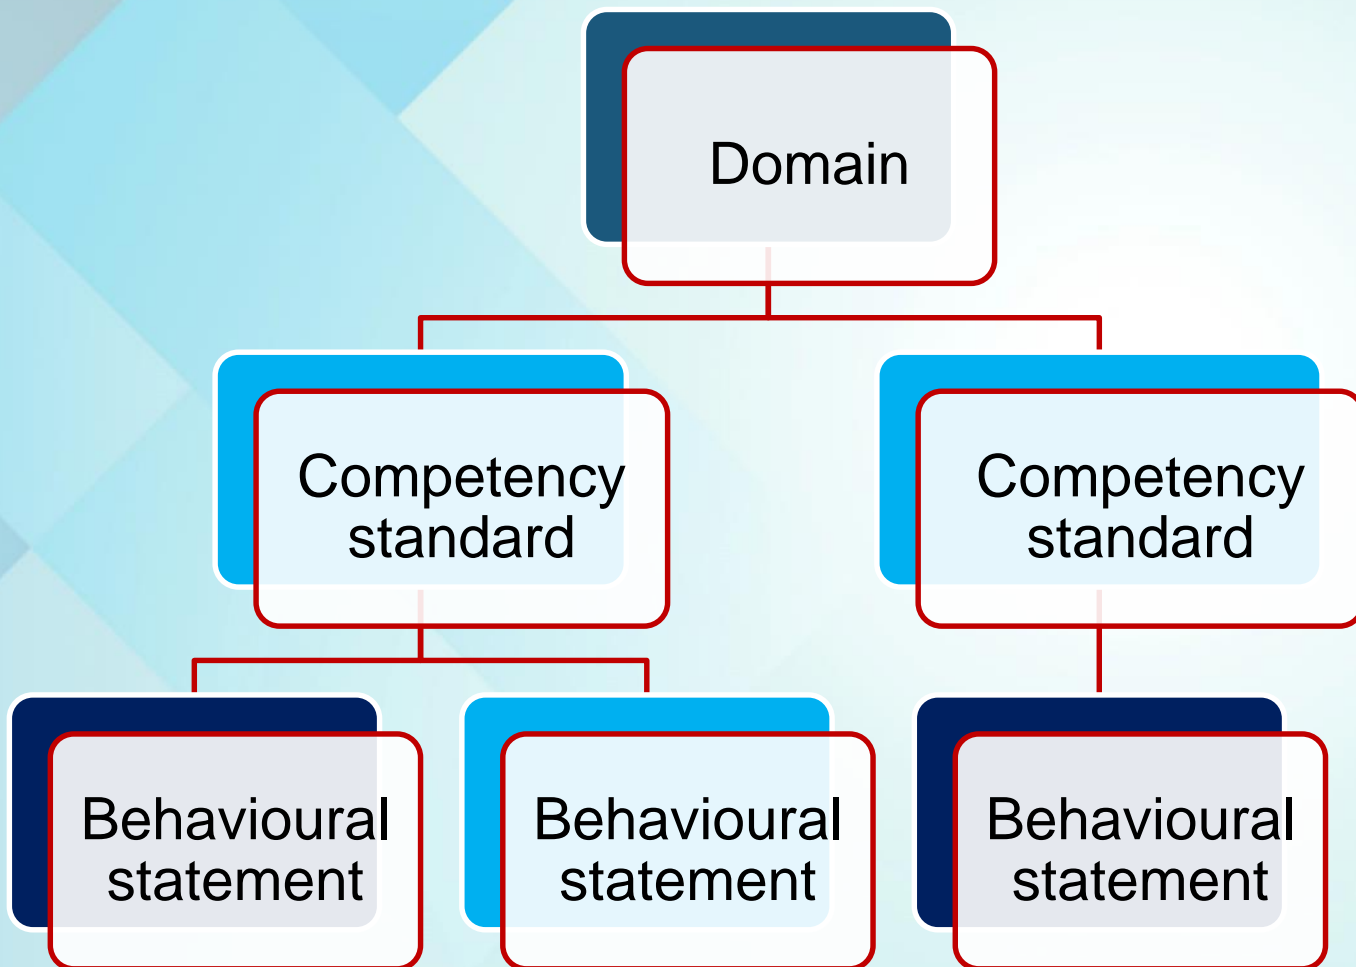 Domain
Competency
standard
Competency
standard
Behavioural
statement
Behavioural
statement
Behavioural
statement